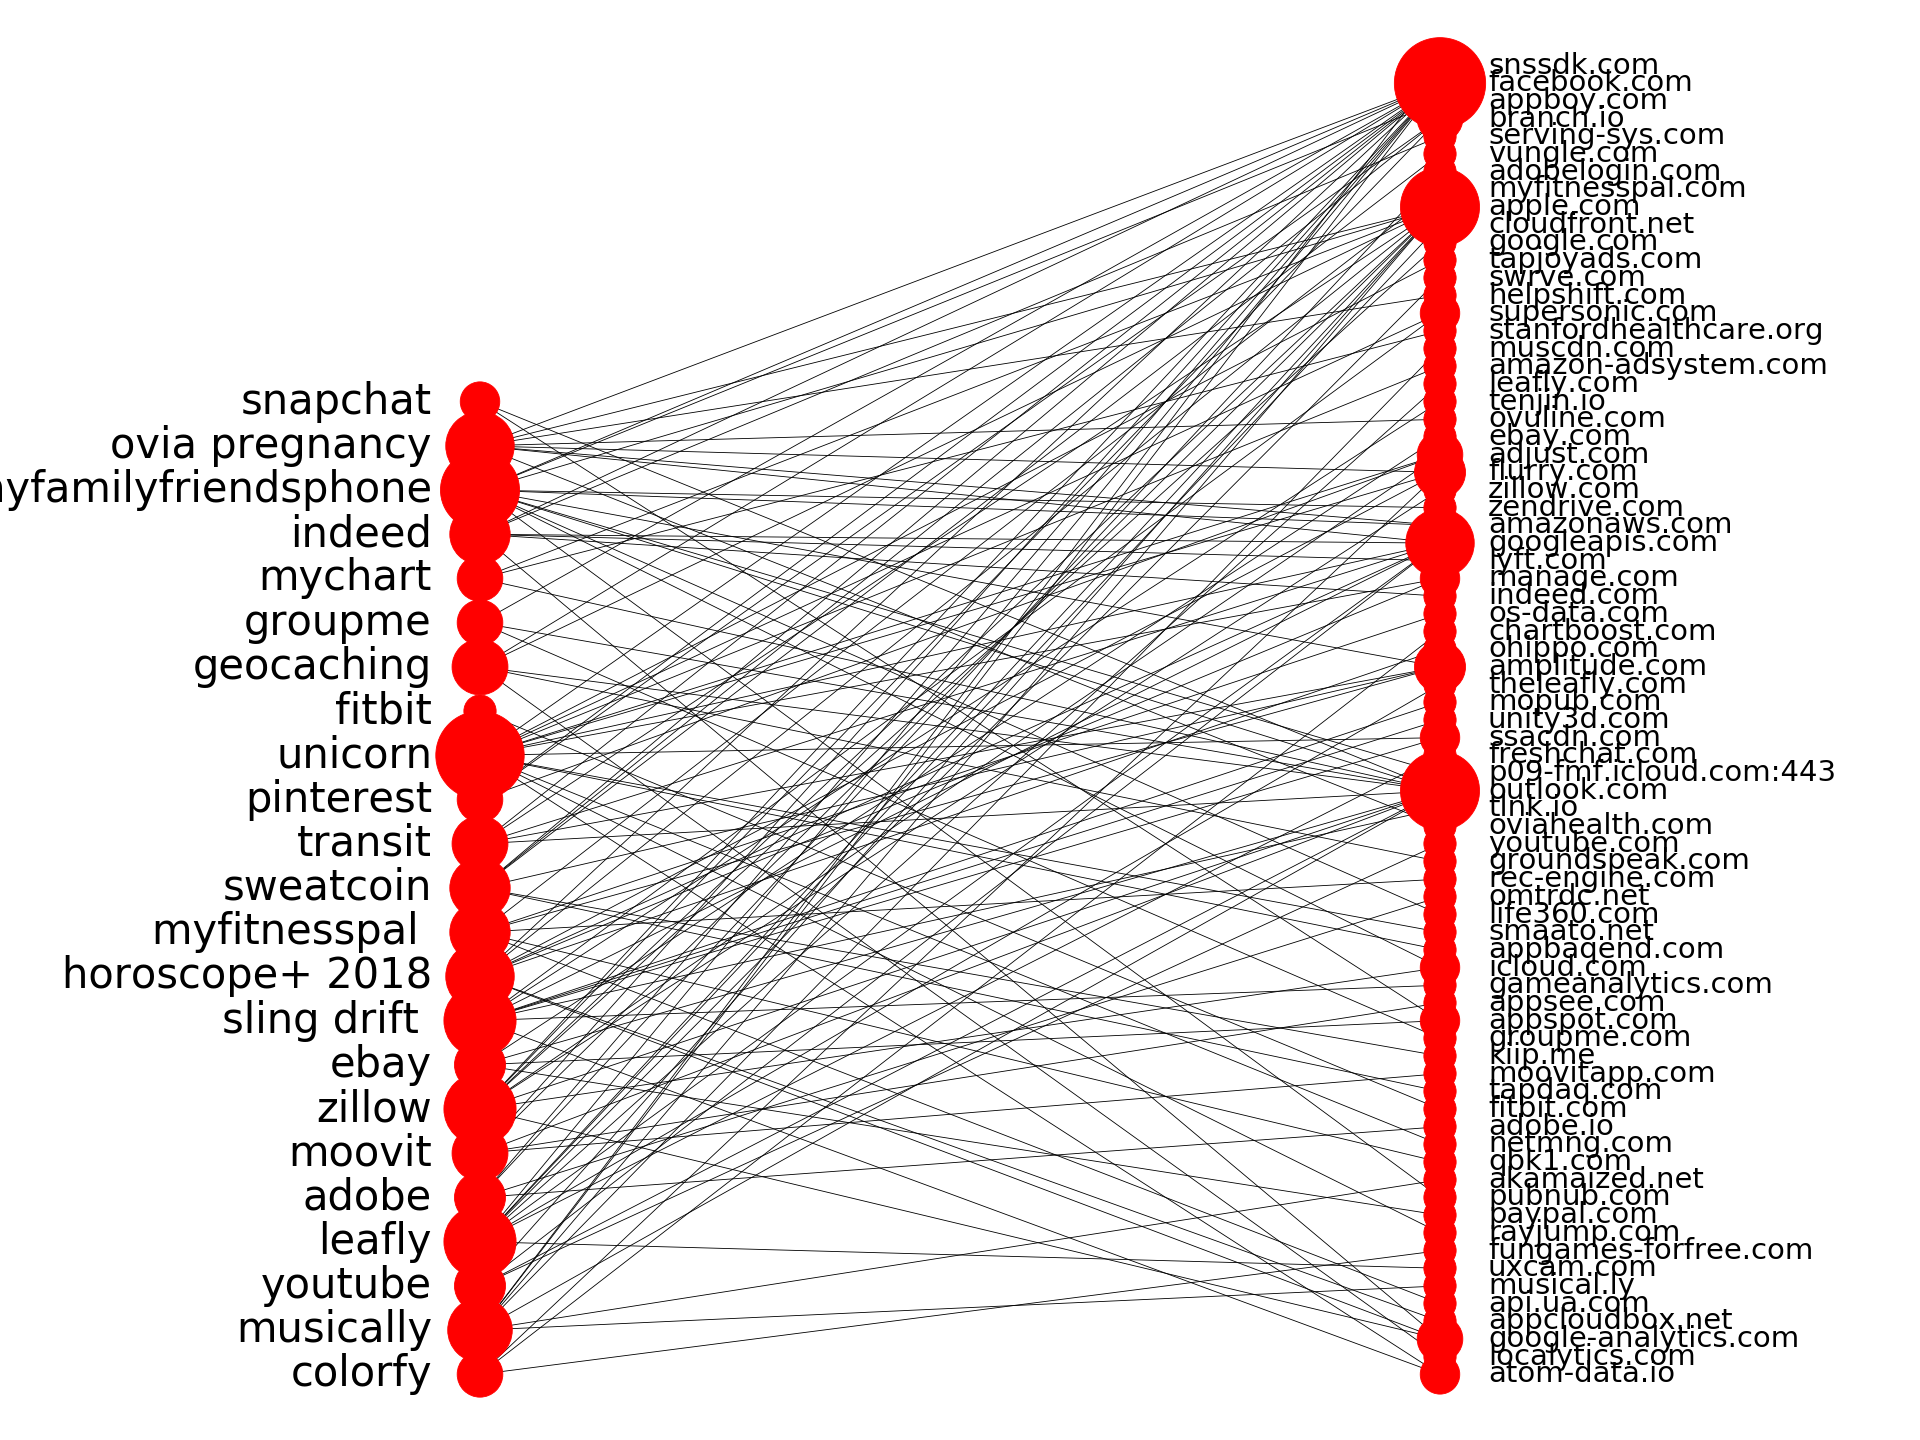 snapchat
ovia pregnancy
yfamilyfriendsphone
indeed
mychart
groupme
geocaching
fitbit
unicorn
pinterest
transit
sweatcoin
myfitnesspal
horoscope+ 2018
sling drift
ebay
zillow
moovit
adobe
leafly
youtube
musically
colorfy
snssdk.com
facebook.com
appboy.com
branch.io
serving-sys.com
vungle.com
adobelogin.com
myfitnesspal.com
apple.com
cloudfront.net
google.com
tapjoyads.com
swrve.com
helpshift.com
supersonic.com
stanfordhealthcare.org
muscdn.com
amazon-adsystem.com
leafly.com
tenjin.io
ovuline.com
ebay.com
adjust.com
flurry.com
zillow.com
zendrive.com
amazonaws.com
googleapis.com
lyft.com
manage.com
indeed.com
os-data.com
chartboost.com
ohippo.com
amplitude.com
theleafly.com
mopub.com
unity3d.com
ssacdn.com
freshchat.com
p09-fmf.icloud.com:443
outlook.com
tlnk.io
oviahealth.com
youtube.com
groundspeak.com
rec-engine.com
omtrdc.net
life360.com
smaato.net
appbaqend.com
icloud.com
gameanalytics.com
appsee.com
appspot.com
groupme.com
kiip.me
moovitapp.com
tapdaq.com
fitbit.com
adobe.io
netmng.com
qpk1.com
akamaized.net
pubnub.com
paypal.com
rayjump.com
fungames-forfree.com
uxcam.com
musical.ly
api.ua.com
appcloudbox.net
google-analytics.com
localytics.com
atom-data.io